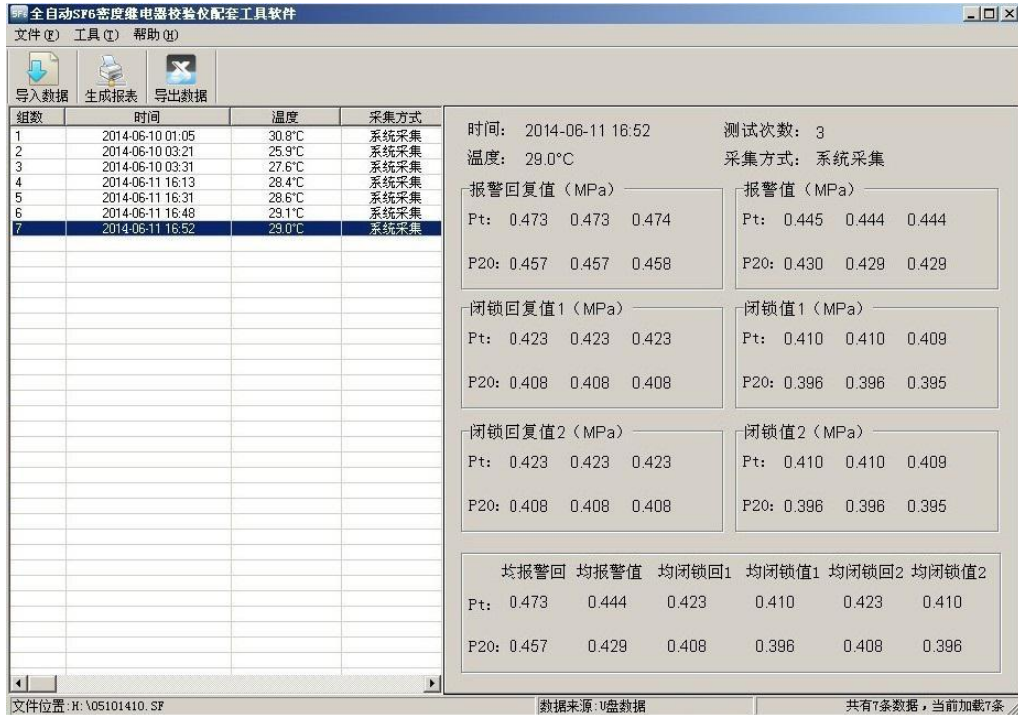 SF6 全自动SF6密度继电器校验仪配套工具软件
文件(F) 工具(T) 帮助(H)
导入数据 生成报表 导出数据
组数 时间 温度 采集方式
1 2014-06-10 01:05 30.8°C 系统采集
2 2014-06-10 03:21 25.9°C 系统采集
3 2014-06-10 03:31 27.6°C 系统采集
4 2014-06-11 16:13 28.4°C 系统采集
5 2014-06-11 16:31 28.6°C 系统采集
6 2014-06-11 16:48 29.1°C 系统采集
7 2014-06-11 16:52 29.0°C 系统采集
时间: 2014-06-11 16:52 测试次数: 3
温度: 29.0°C 采集方式: 系统采集
报警回复值(MPa)
Pt: 0.473 0.473 0.474
P20: 0.457 0.457 0.458
报警值(MPa)
Pt: 0.445 0.444 0.444
P20: 0.430 0.429 0.429
闭锁回复值1(MPa)
Pt: 0.423 0.423 0.423
P20: 0.408 0.408 0.408
闭锁值1(MPa)
Pt: 0.410 0.410 0.409
P20: 0.396 0.396 0.395
闭锁回复值2(MPa)
Pt: 0.423 0.423 0.423
P20: 0.408 0.408 0.408
闭锁值2(MPa)
Pt: 0.410 0.410 0.409
P20: 0.396 0.396 0.395
均报警回 均报警值 均闭锁回1 均闭锁值1 均闭锁回2 均闭锁值2
Pt: 0.473 0.444 0.423 0.410 0.423 0.410
P20: 0.457 0.429 0.408 0.396 0.408 0.396
文件位置:H:\05101410.SF 数据来源:U盘数据 共有7条数据,当前加载7条